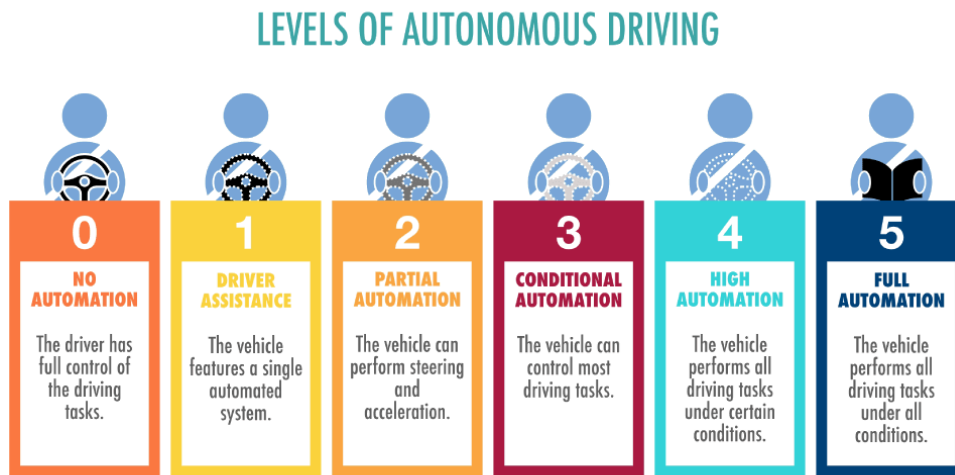 LEVELS OF AUTONOMOUS DRIVING
0
NO
AUTOMATION
The driver has
full control of
the driving
tasks.
1
DRIVER
ASSISTANCE
The vehicle
features a single
automated
system.
2
PARTIAL
AUTOMATION
The vehicle can
perform steering
and
acceleration.
3
CONDITIONAL
AUTOMATION
The vehicle can
control most
driving tasks.
4
HIGH
AUTOMATION
The vehicle
performs all
driving tasks
under certain
conditions.
5
FULL
AUTOMATION
The vehicle
performs all
driving tasks
under all
conditions.